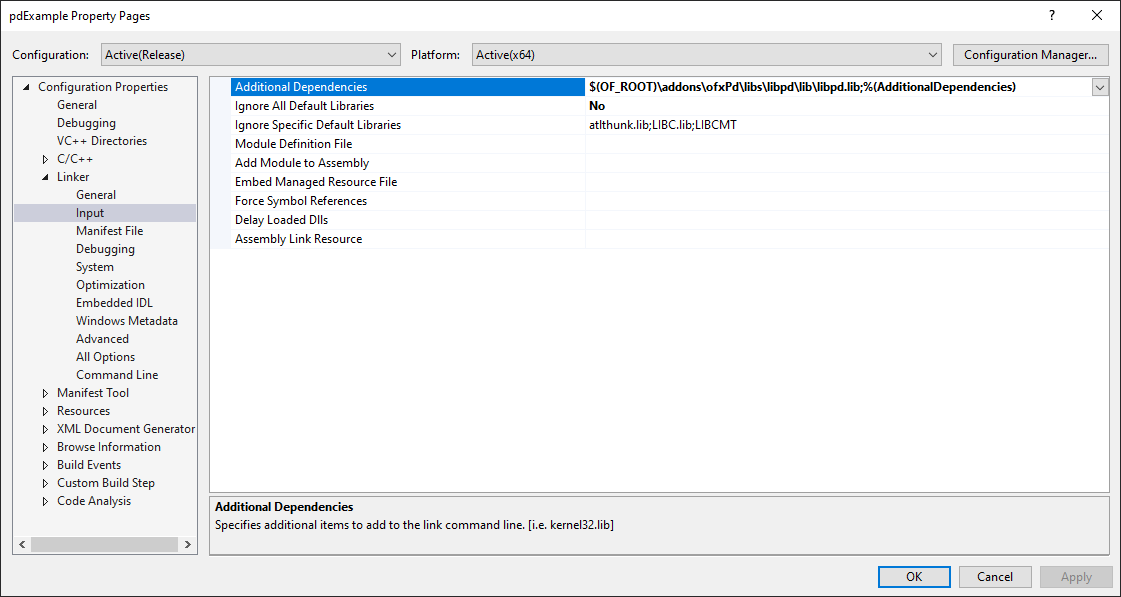 pdExample Property Pages
Configuration: Active(Release) Platform: Active(x64) Configuration Manager...
Configuration Properties
General
Debugging
VC++ Directories
C/C++
Linker
General
Input
Manifest File
Debugging
System
Optimization
Embedded IDL
Windows Metadata
Advanced
All Options
Command Line
Manifest Tool
Resources
XML Document Generator
Browse Information
Build Events
Custom Build Step
Code Analysis
Additional Dependencies $(OF_ROOT)\addons\ofxPd\libs\libpd\lib\libpd.lib;%(AdditionalDependencies)
Ignore All Default Libraries No
Ignore Specific Default Libraries atlthunk.lib;LIBC.lib;LIBCMT
Module Definition File
Add Module to Assembly
Embed Managed Resource File
Force Symbol References
Delay Loaded Dlls
Assembly Link Resource
Additional Dependencies
Specifies additional items to add to the link command line. [i.e. kernel32.lib]
OK Cancel Apply